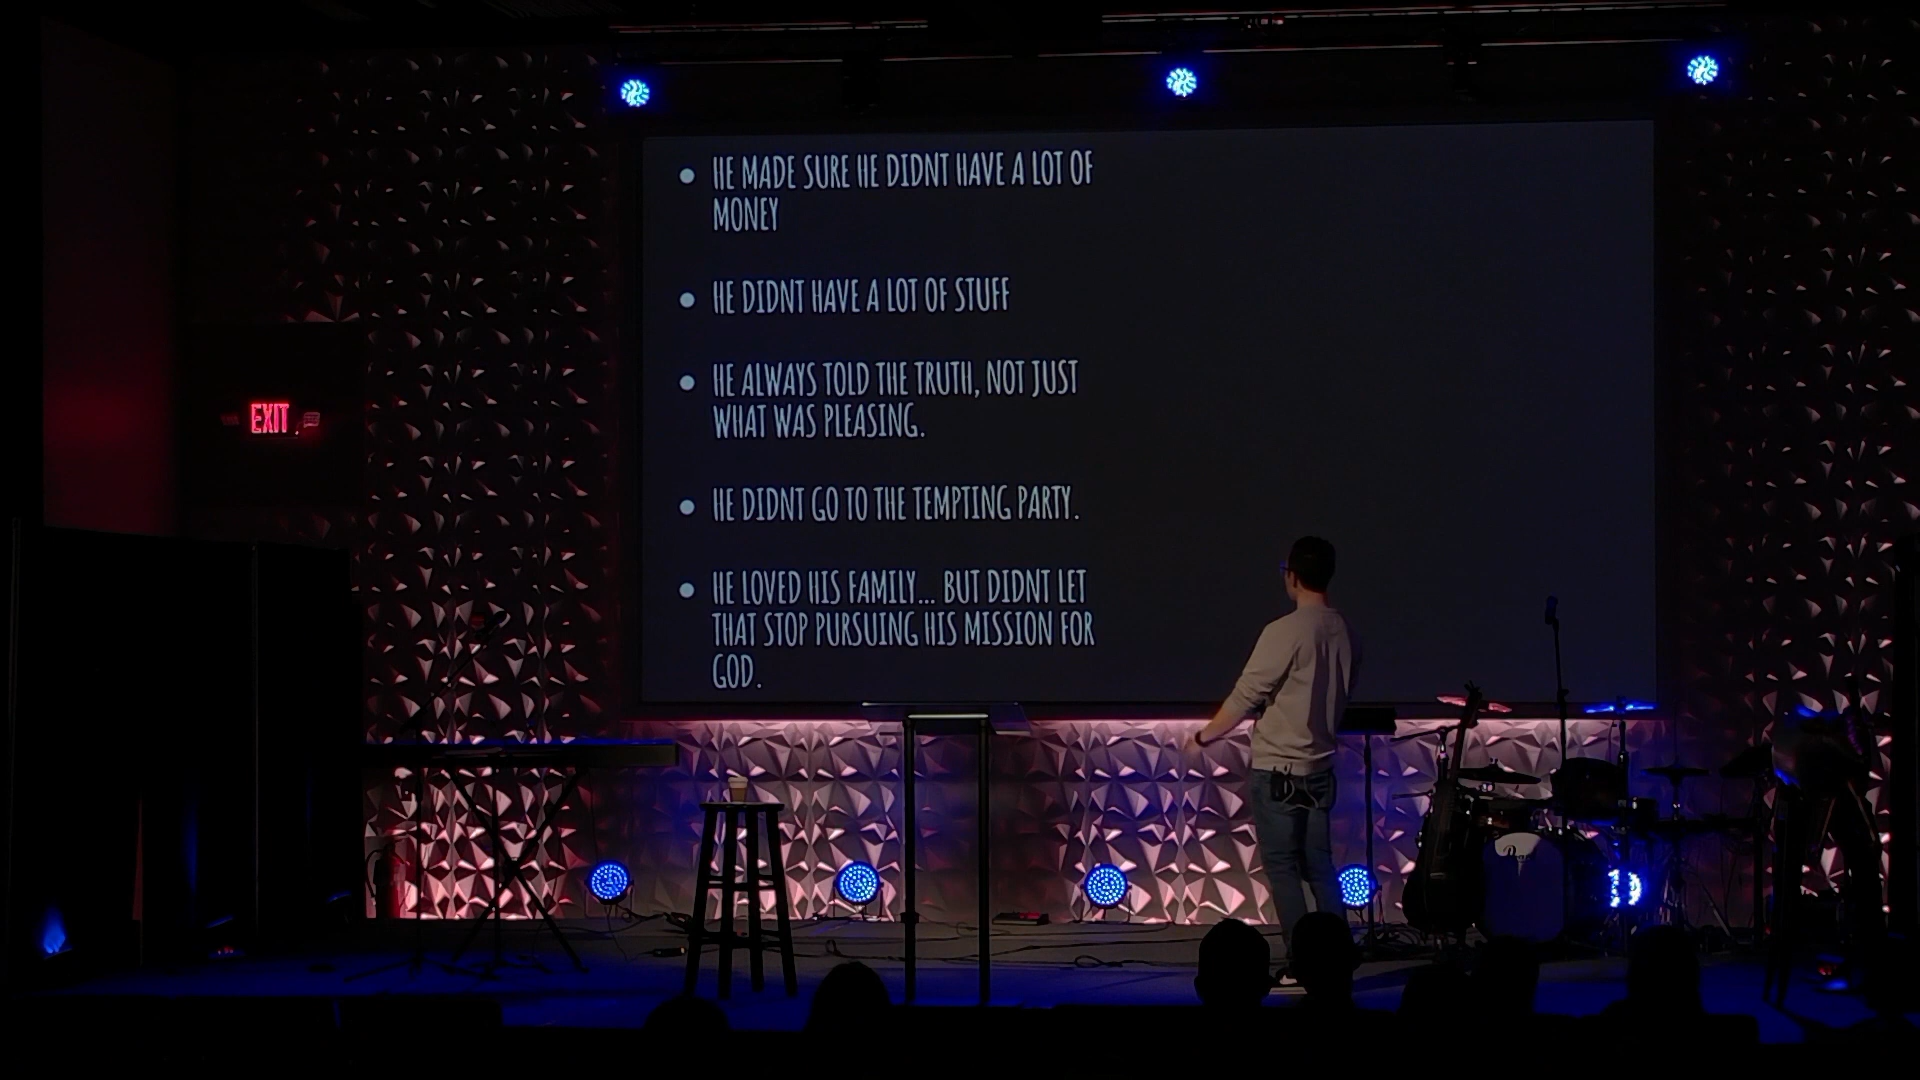 HE MADE SURE HE DIDNT HAVE A LOT OF
MONEY
HE DIDNT HAVE A LOT OF STUFF
HE ALWAYS TOLD THE TRUTH, NOT JUST
WHAT WAS PLEASING.
HE DIDNT GO TO THE TEMPTING PARTY.
HE LOVED HIS FAMILY... BUT DIDNT LET
THAT STOP PURSUING HIS MISSION FOR
GOD.
EXIT